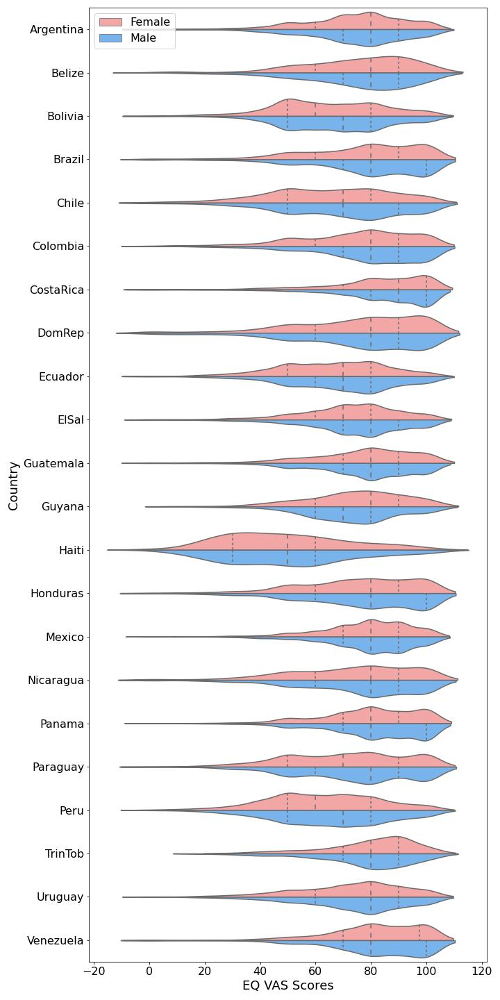 Female
Male
Argentina
Belize
Bolivia
Brazil
Chile
Colombia
CostaRica
DomRep
Ecuador
ElSal
Guatemala
Guyana
Haiti
Honduras
Mexico
Nicaragua
Panama
Paraguay
Peru
TrinTob
Uruguay
Venezuela
Country
−20 0 20 40 60 80 100 120
EQ VAS Scores